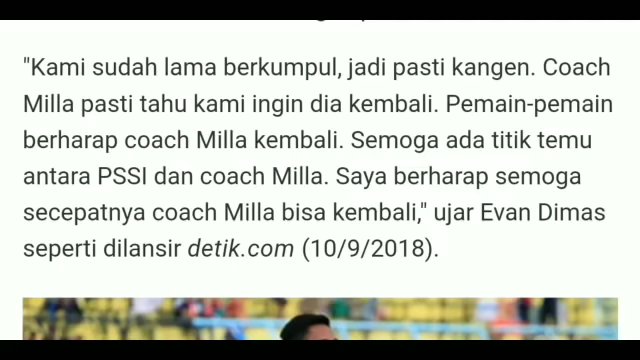 "Kami sudah lama berkumpul, jadi pasti kangen. Coach
Milla pasti tahu kami ingin dia kembali. Pemain-pemain
berharap coach Milla kembali. Semoga ada titik temu
antara PSSI dan coach Milla. Saya berharap semoga
secepatnya coach Milla bisa kembali," ujar Evan Dimas
seperti dilansir detik.com (10/9/2018).